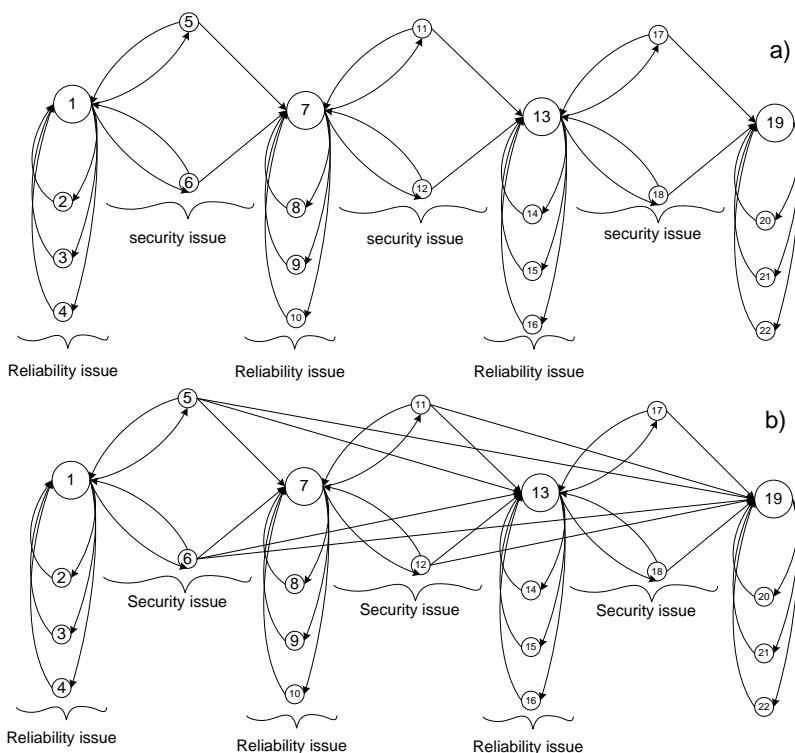 5 11 17
a)
1 7 13 19
6 12 18
2 8 14 20
security issue security issue security issue
3 9 15 21
4 10 16 22
Reliability issue Reliability issue Reliability issue
5 11 17
b)
1 7 13 19
6 12 18
2 8 14 20
Security issue Security issue Security issue
3 9 15 21
4 10 16 22
Reliability issue Reliability issue Reliability issue